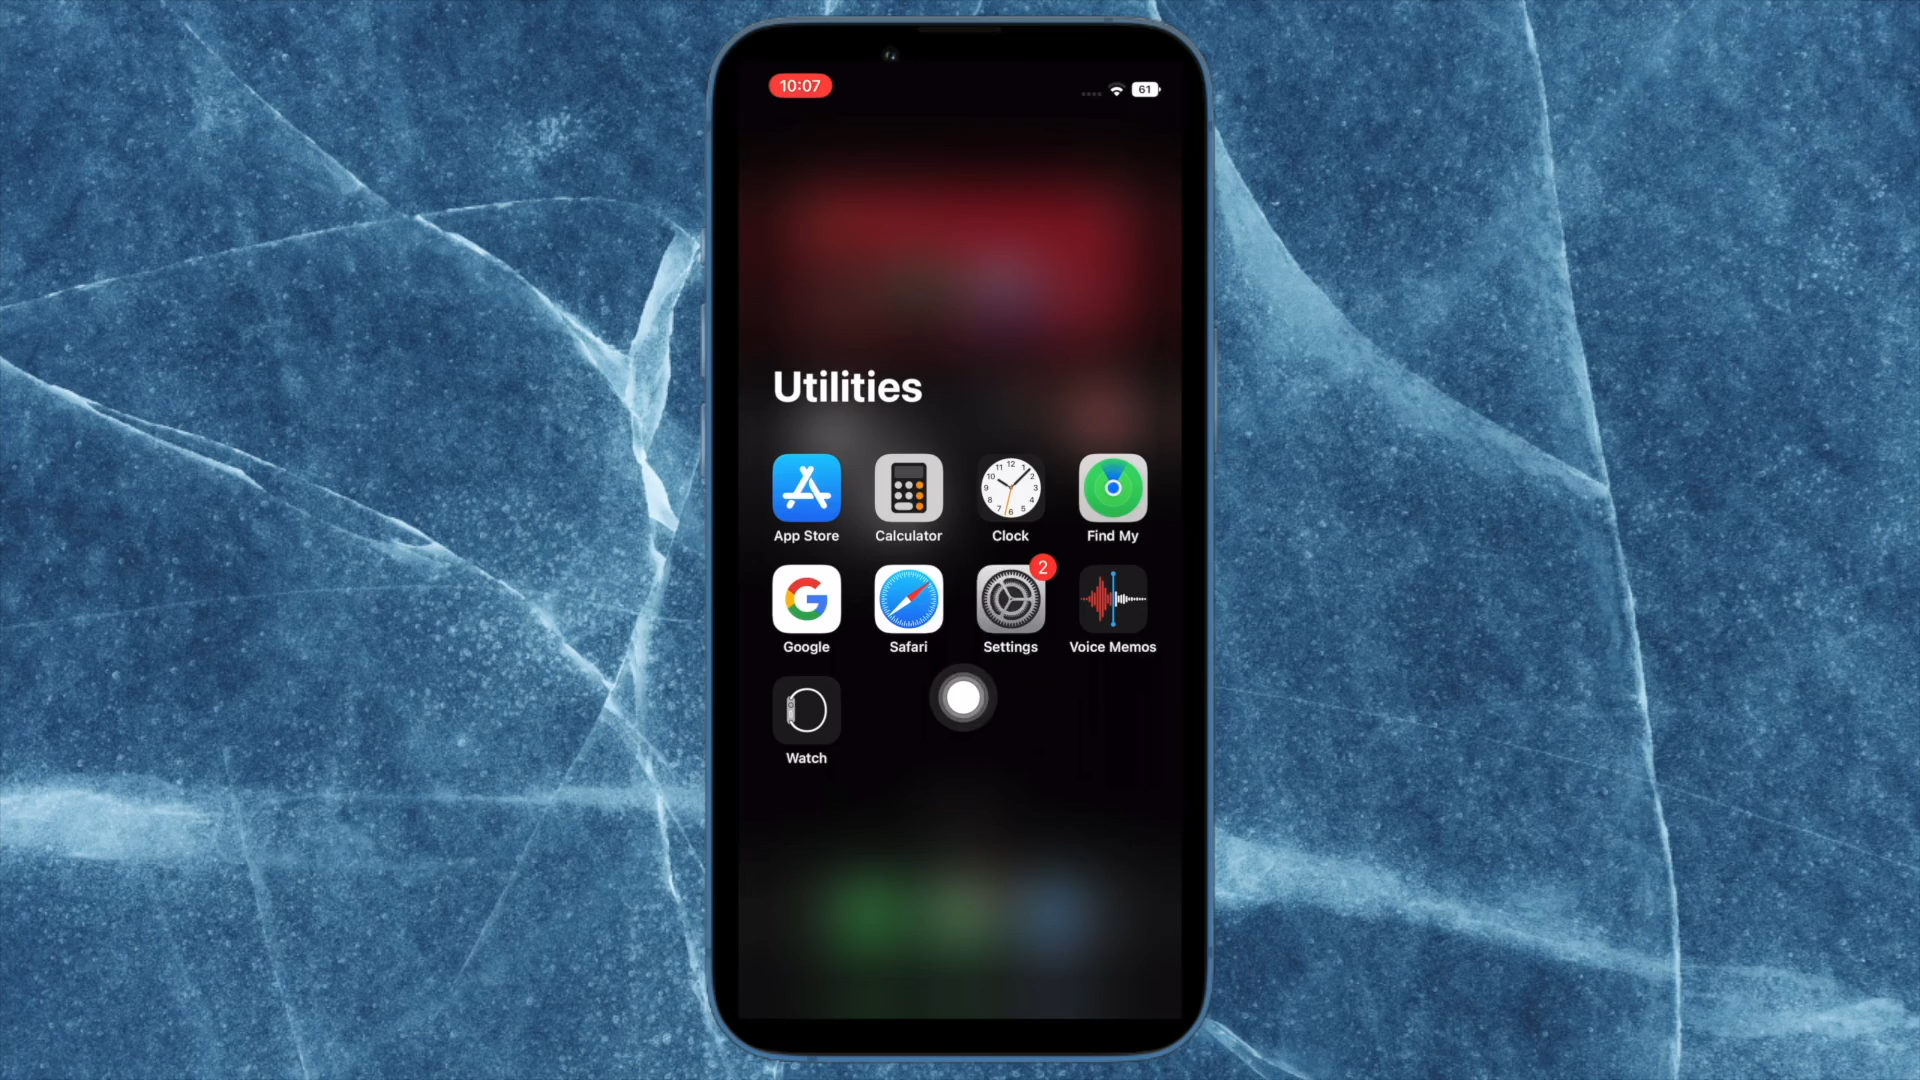 10:07
61
Utilities
App Store
Calculator
Clock
Find My
2
Google
Safari
Settings
Voice Memos
Watch